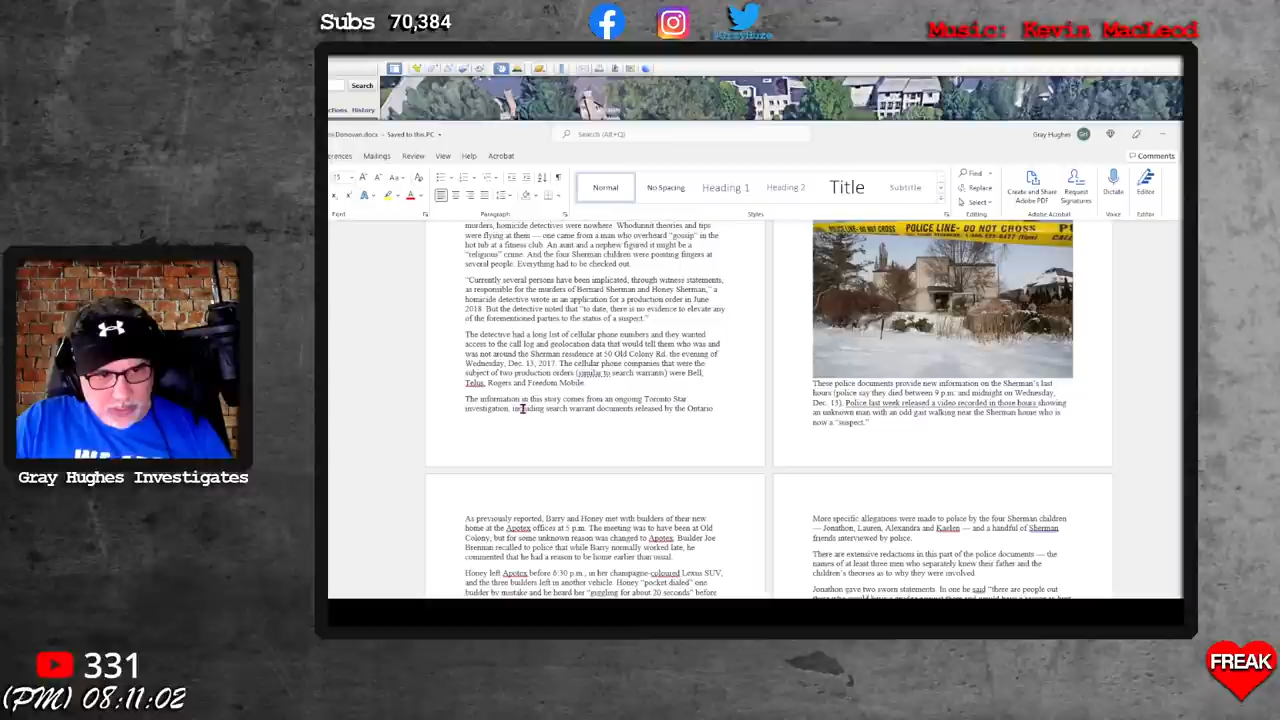 Subs 70,384
@GrayHuze
Music: Kevin MacLeod
Search
ctions History
Donovan.docx - Saved to this PC
Search (Alt+Q)
Gray Hughes
erences Mailings Review View Help Acrobat
Comments
Normal
No Spacing
Heading 1
Heading 2
Title
Subtitle
Find
Replace
Select
Create and Share Adobe PDF
Request Signatures
Dictate
Editor
Font
Paragraph
Styles
Editing
Adobe Acrobat
Voice
Editor
murders, homicide detectives were nowhere. Whodunnit theories and tips
were flying at them — one came from a man who overheard “gossip” in the
hot tub at a fitness club. An aunt and a nephew figured it might be a
“religious” crime. And the four Sherman children were pointing fingers at
several people. Everything had to be checked out.
“Currently several persons have been implicated, through witness statements,
as responsible for the murders of Bernard Sherman and Honey Sherman,” a
homicide detective wrote in an application for a production order in June
2018. But the detective noted that “to date, there is no evidence to elevate any
of the forementioned parties to the status of a suspect.”
The detective had a long list of cellular phone numbers and they wanted
access to the call log and geolocation data that would tell them who was and
was not around the Sherman residence at 50 Old Colony Rd. the evening of
Wednesday, Dec. 13, 2017. The cellular phone companies that were the
subject of two production orders (similar to search warrants) were Bell,
Telus, Rogers and Freedom Mobile.
The information in this story comes from an ongoing Toronto Star
investigation, including search warrant documents released by the Ontario
POLICE LINE- DO NOT CROSS
These police documents provide new information on the Sherman’s last
hours (police say they died between 9 p.m. and midnight on Wednesday,
Dec. 13). Police last week released a video recorded in those hours showing
an unknown man with an odd gast walking near the Sherman home who is
now a “suspect.”
As previously reported, Barry and Honey met with builders of their new
home at the Apotex offices at 5 p.m. The meeting was to have been at Old
Colony, but for some unknown reason was changed to Apotex. Builder Joe
Brennan recalled to police that while Barry normally worked late, he
commented that he had a reason to be home earlier than usual.
Honey left Apotex before 6:30 p.m., in her champagne-coloured Lexus SUV,
and the three builders left in another vehicle. Honey “pocket dialed” one
builder by mistake and he heard her “giggling for about 20 seconds” before
More specific allegations were made to police by the four Sherman children
— Jonathon, Lauren, Alexandra and Kaelen — and a handful of Sherman
friends interviewed by police.
There are extensive redactions in this part of the police documents — the
names of at least three men who separately knew their father and the
children’s theories as to why they were involved
Jonathon gave two sworn statements. In one he said “there are people out
Gray Hughes Investigates
331
(PM) 08:11:02
FREAK